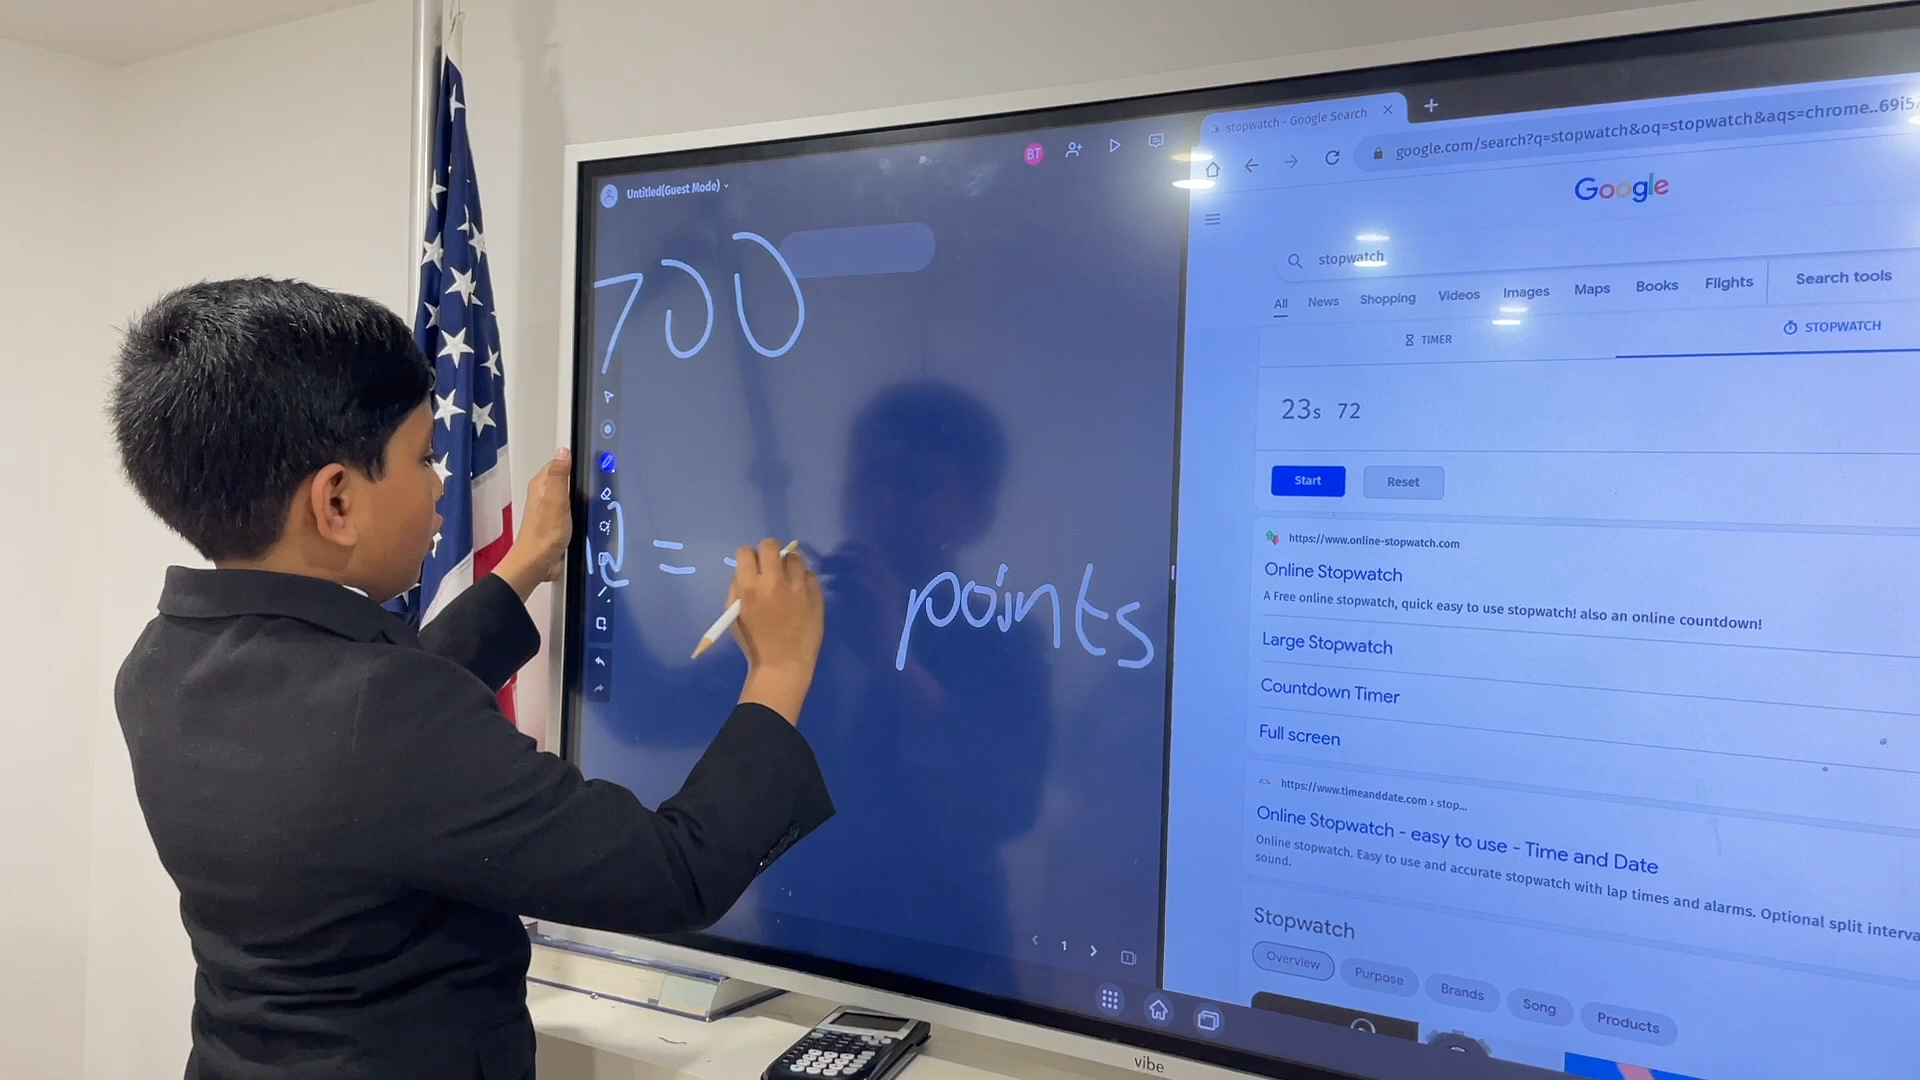 stopwatch - Google Search
google.com/search?q=stopwatch&oq=stopwatch&aqs=chrome..69i5
BT
Untitled(Guest Mode)
Google
700
stopwatch
All News Shopping Videos Images Maps Books Flights Search tools
TIMER STOPWATCH
23s 72
Start Reset
12 =
points
https://www.online-stopwatch.com
Online Stopwatch
A Free online stopwatch, quick easy to use stopwatch! also an online countdown!
Large Stopwatch
Countdown Timer
Full screen
https://www.timeanddate.com › stop...
Online Stopwatch - easy to use - Time and Date
Online stopwatch. Easy to use and accurate stopwatch with lap times and alarms. Optional split interva
sound.
Stopwatch
Overview Purpose Brands Song Products
1
vibe